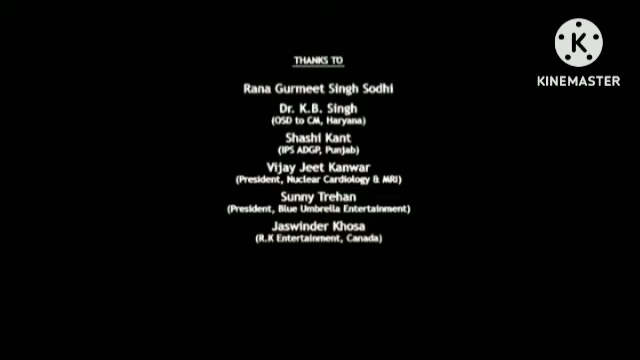 THANKS TO
Rana Gurmeet Singh Sodhi
Dr. K.B. Singh
(OSD to CM, Haryana)
Shashi Kant
(IPS ADGP, Punjab)
Vijay Jeet Kanwar
(President, Nuclear Cardiology & MRI)
Sunny Trehan
(President, Blue Umbrella Entertainment)
Jaswinder Khosa
(R.K Entertainment, Canada)
K
KINEMASTER